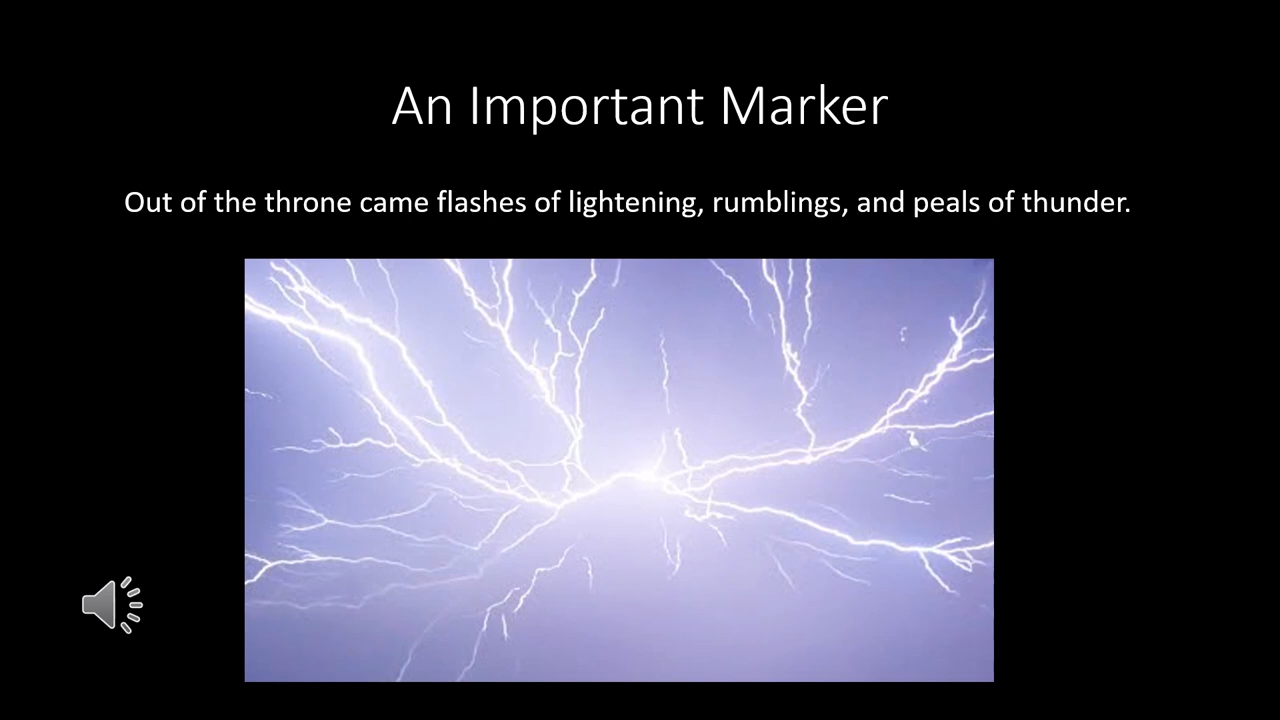 An Important Marker
Out of the throne came flashes of lightening, rumblings, and peals of thunder.